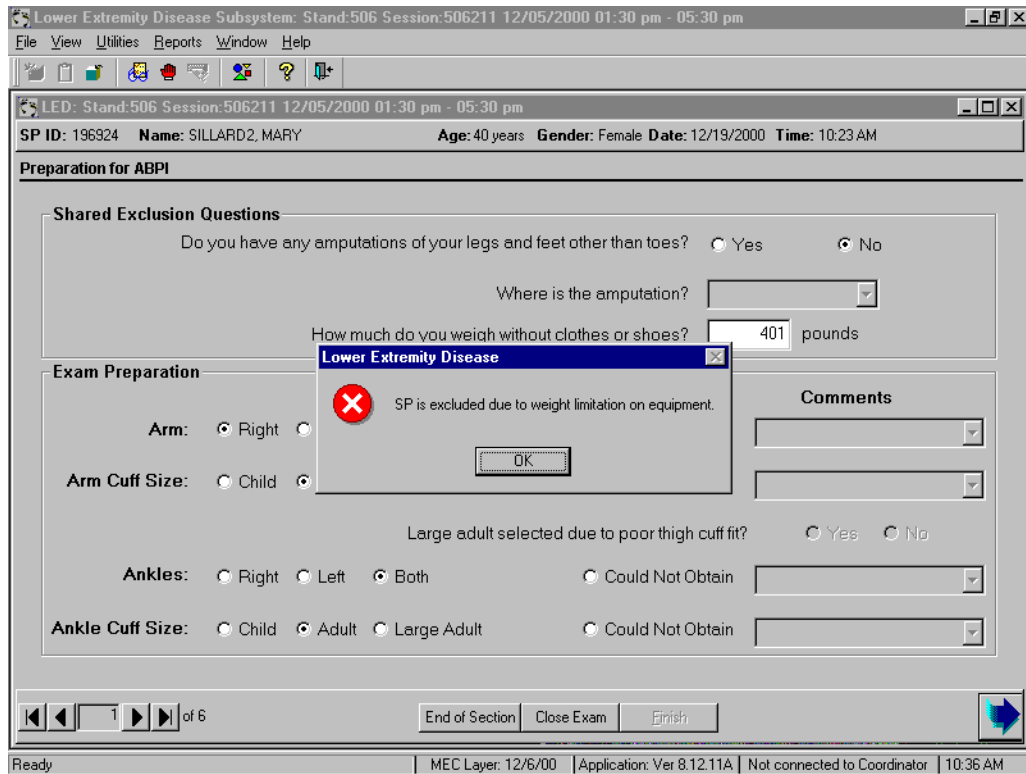 Lower Extremity Disease Subsystem: Stand:506 Session:506211 12/05/2000 01:30 pm - 05:30 pm
File View Utilities Reports Window Help
LED: Stand:506 Session:506211 12/05/2000 01:30 pm - 05:30 pm
SP ID: 196924 Name: SILLARD2, MARY Age: 40 years Gender: Female Date: 12/19/2000 Time: 10:23 AM
Preparation for ABPI
Shared Exclusion Questions
Do you have any amputations of your legs and feet other than toes? Yes No
Where is the amputation?
How much do you weigh without clothes or shoes? 401 pounds
Lower Extremity Disease
SP is excluded due to weight limitation on equipment.
OK
Exam Preparation
Comments
Arm: Right
Arm Cuff Size: Child
Large adult selected due to poor thigh cuff fit? Yes No
Ankles: Right Left Both Could Not Obtain
Ankle Cuff Size: Child Adult Large Adult Could Not Obtain
1 of 6 End of Section Close Exam Finish
Ready MEC Layer: 12/6/00 Application: Ver 8.12.11A Not connected to Coordinator 10:36 AM